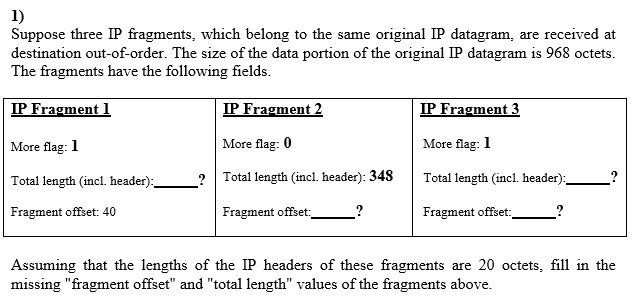 1)
Suppose three IP fragments, which belong to the same original IP datagram, are received at
destination out-of-order. The size of the data portion of the original IP datagram is 968 octets.
The fragments have the following fields.
IP Fragment 1
More flag: 1
Total length (incl. header):______?
Fragment offset: 40
IP Fragment 2
More flag: 0
Total length (incl. header): 348
Fragment offset:______?
IP Fragment 3
More flag: 1
Total length (incl. header):______?
Fragment offset:______?
Assuming that the lengths of the IP headers of these fragments are 20 octets, fill in the
missing "fragment offset" and "total length" values of the fragments above.